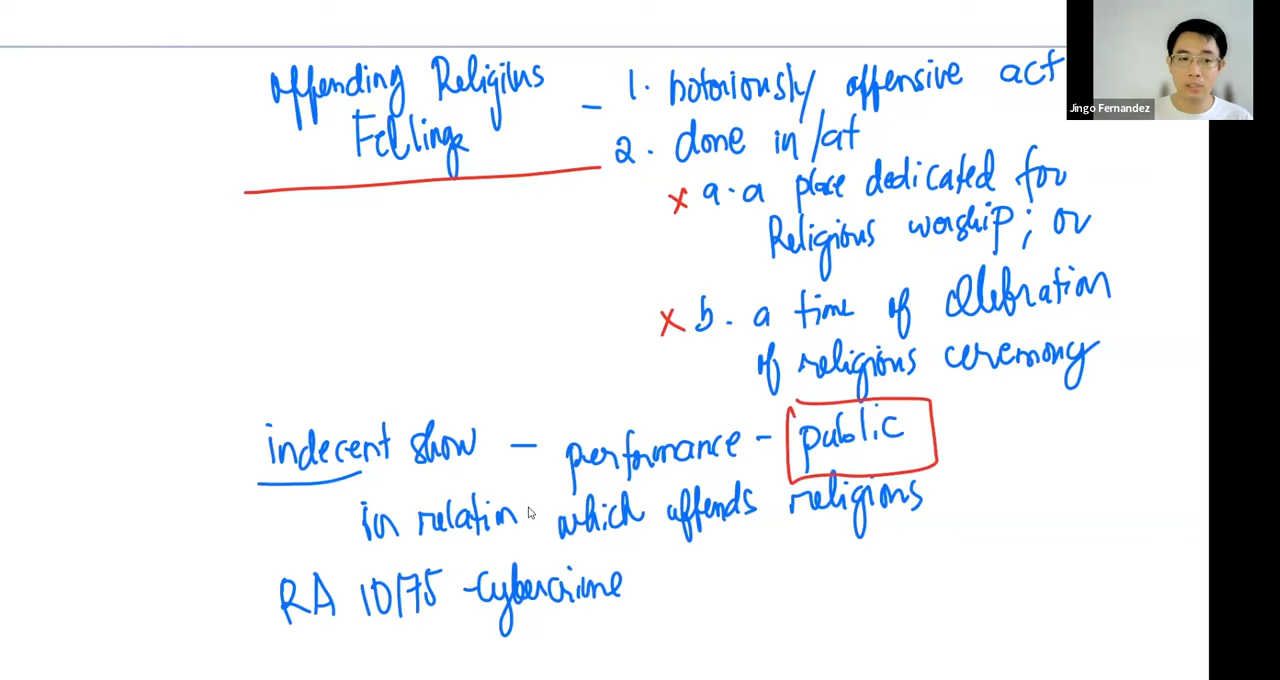 Offending Religious
Feelings
- 1. notoriously offensive act
2. done in/at
x a. a place dedicated for
Religious worship; or
x b. a time of celebration
of religious ceremony
indecent show - performance - public
in relation which offends religions
RA 10175 - cybercrime
Jingo Fernandez